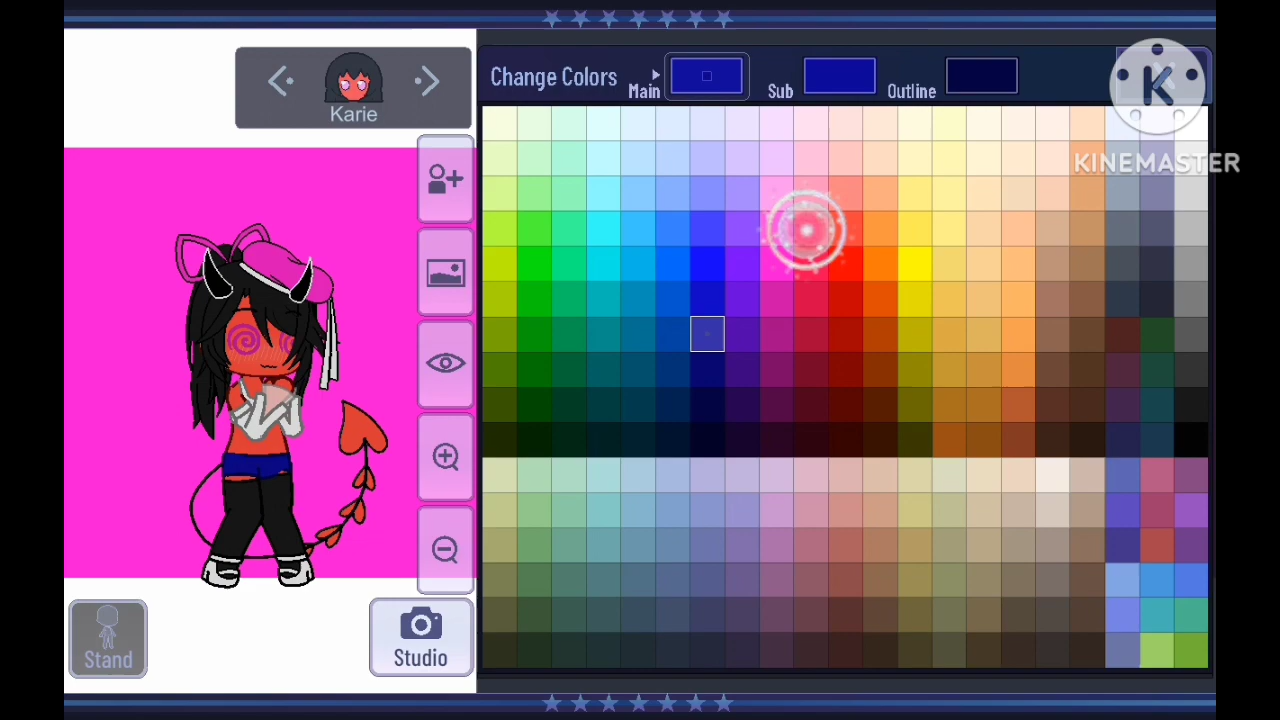 Karie
Change Colors
Main
Sub
Outline
K
KINEMASTER
Stand
Studio